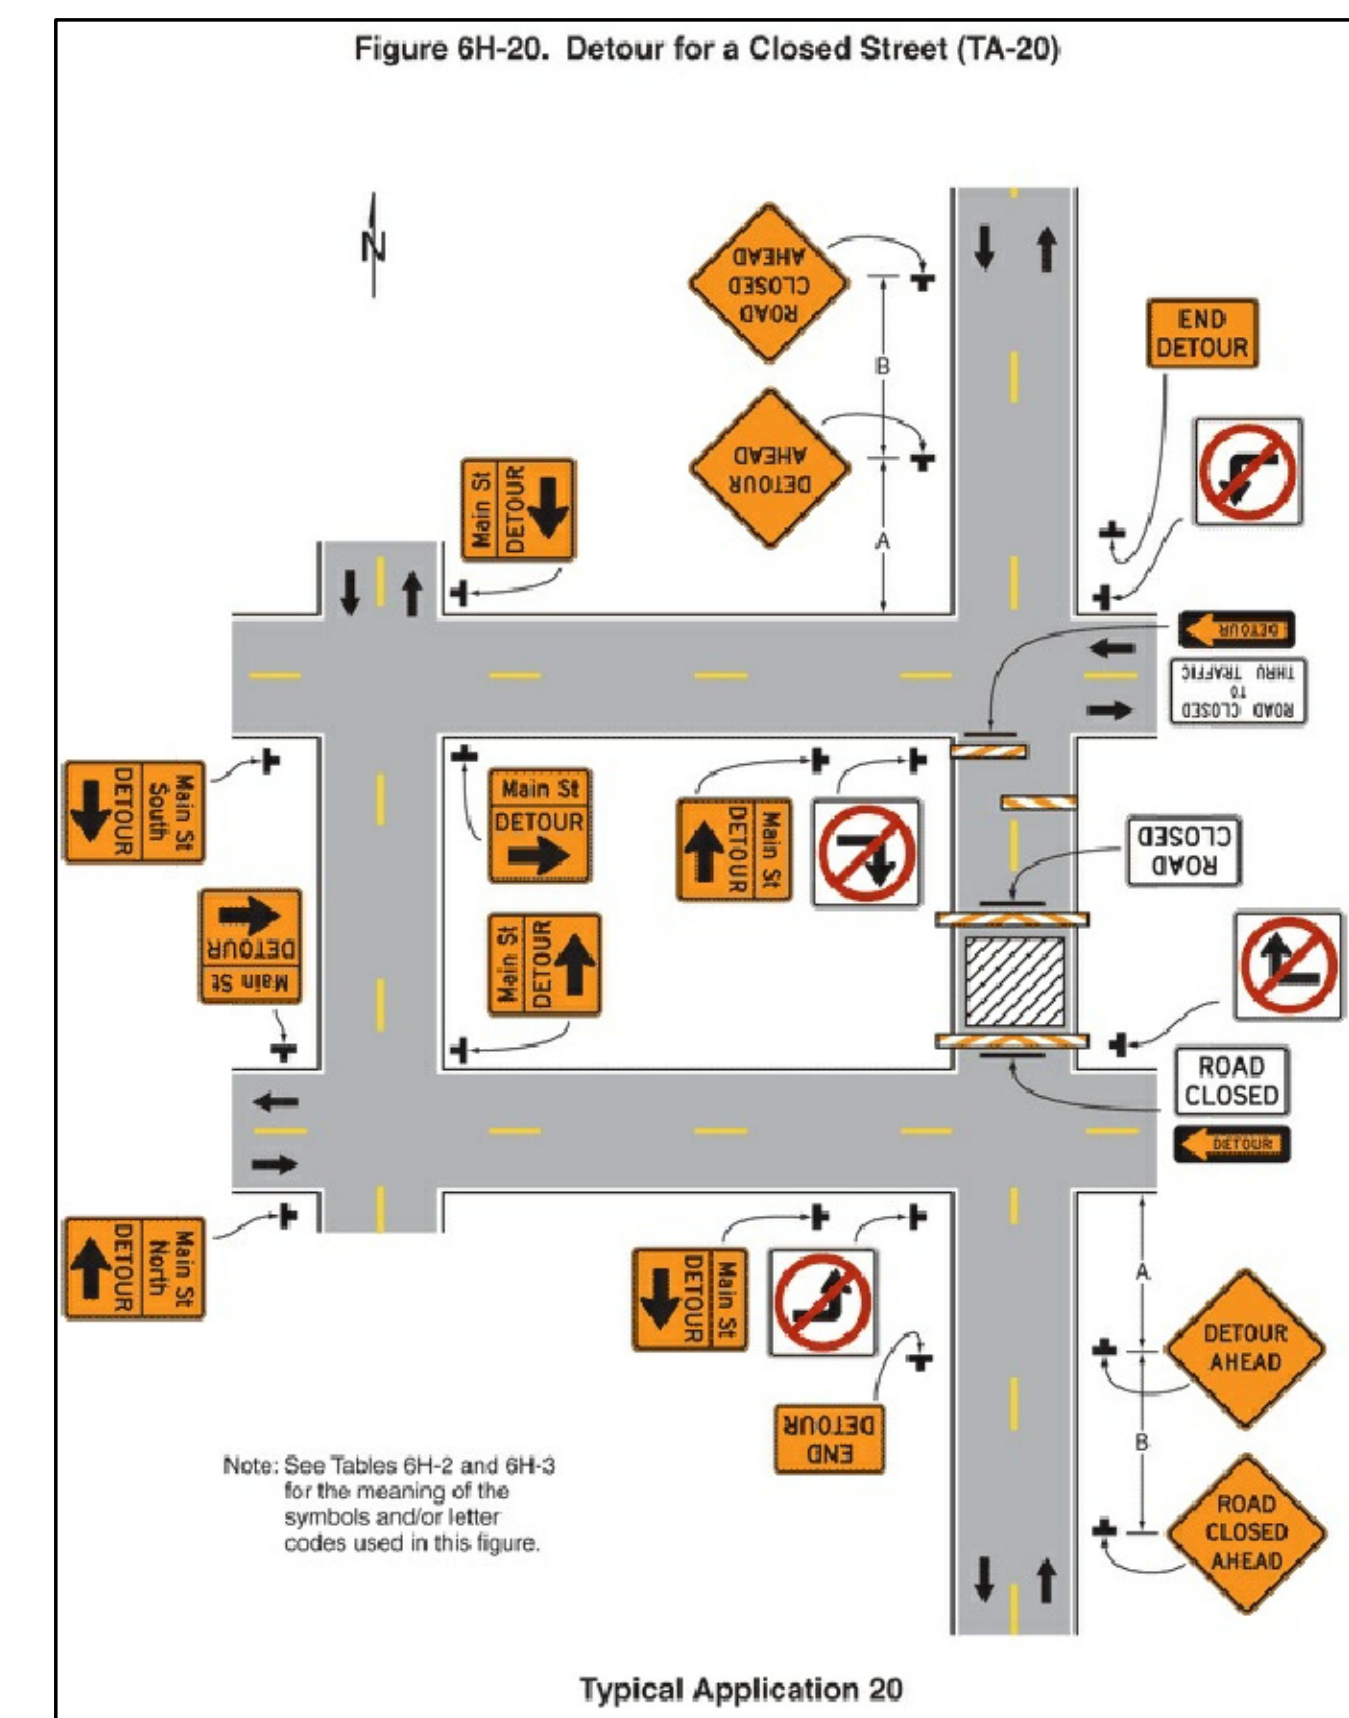 Figure 6H-20. Detour for a Closed Street (TA-20)
N
ROAD
CLOSED
AHEAD
B
END
DETOUR
DETOUR
AHEAD
A
Main St
DETOUR
DETOUR
ROAD CLOSED
TO
THRU TRAFFIC
Main St
South
DETOUR
Main St
DETOUR
Main St
DETOUR
ROAD
CLOSED
Main St
DETOUR
Main St
DETOUR
ROAD
CLOSED
DETOUR
Main St
North
DETOUR
Main St
DETOUR
A
DETOUR
AHEAD
END
DETOUR
B
ROAD
CLOSED
AHEAD
Note: See Tables 6H-2 and 6H-3
for the meaning of the
symbols and/or letter
codes used in this figure.
Typical Application 20